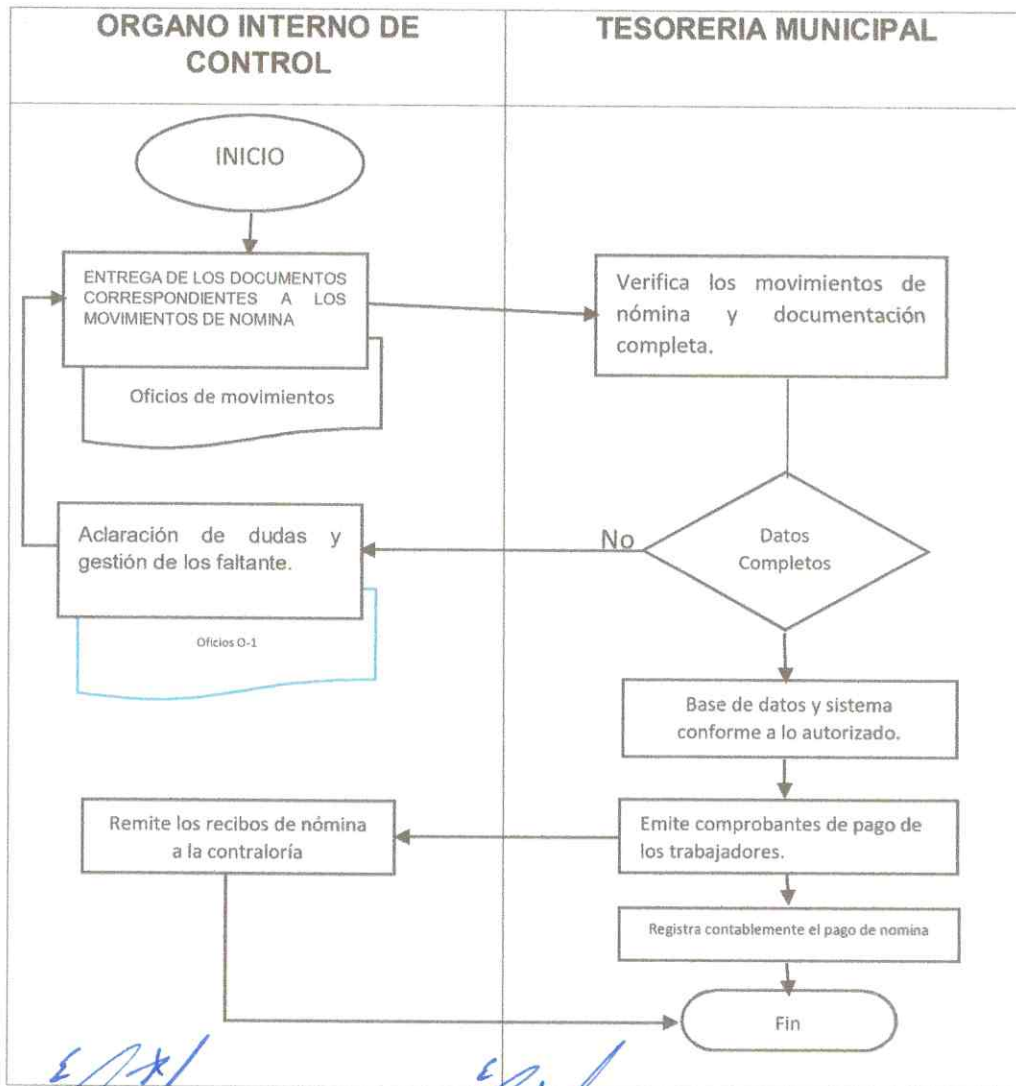 ORGANO INTERNO DE
CONTROL
TESORERIA MUNICIPAL
INICIO
ENTREGA DE LOS DOCUMENTOS
CORRESPONDIENTES A LOS
MOVIMIENTOS DE NOMINA
Oficios de movimientos
Verifica los movimientos de
nómina y documentación
completa.
Aclaración de dudas y
gestión de los faltante.
Oficios O-1
No
Datos
Completos
Base de datos y sistema
conforme a lo autorizado.
Remite los recibos de nómina
a la contraloría
Emite comprobantes de pago de
los trabajadores.
Registra contablemente el pago de nomina
Fin